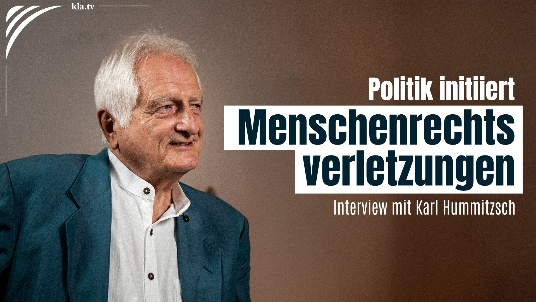 kla.tv
Politik initiiert
Menschenrechts
verletzungen
Interview mit Karl Hummitzsch